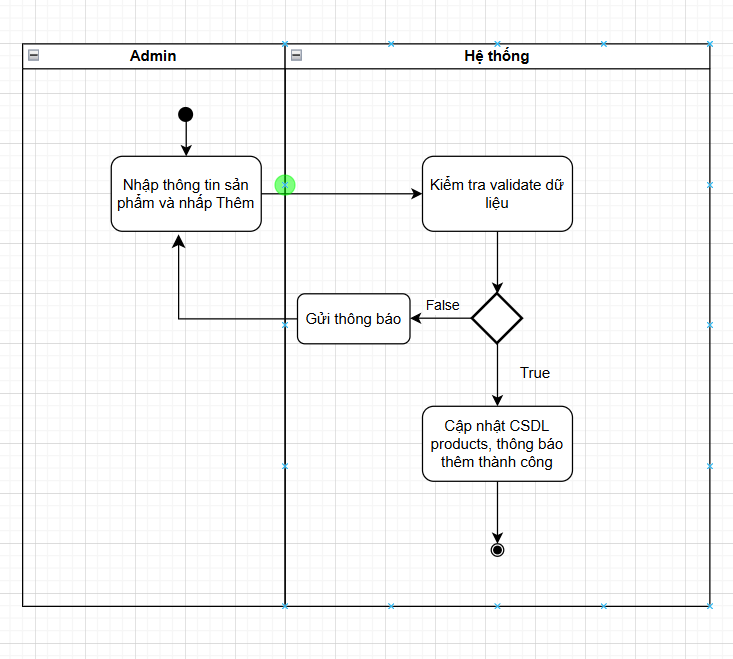 Admin
Hệ thống
Nhập thông tin sản
phẩm và nhấp Thêm
Kiểm tra validate dữ
liệu
False
Gửi thông báo
True
Cập nhật CSDL
products, thông báo
thêm thành công